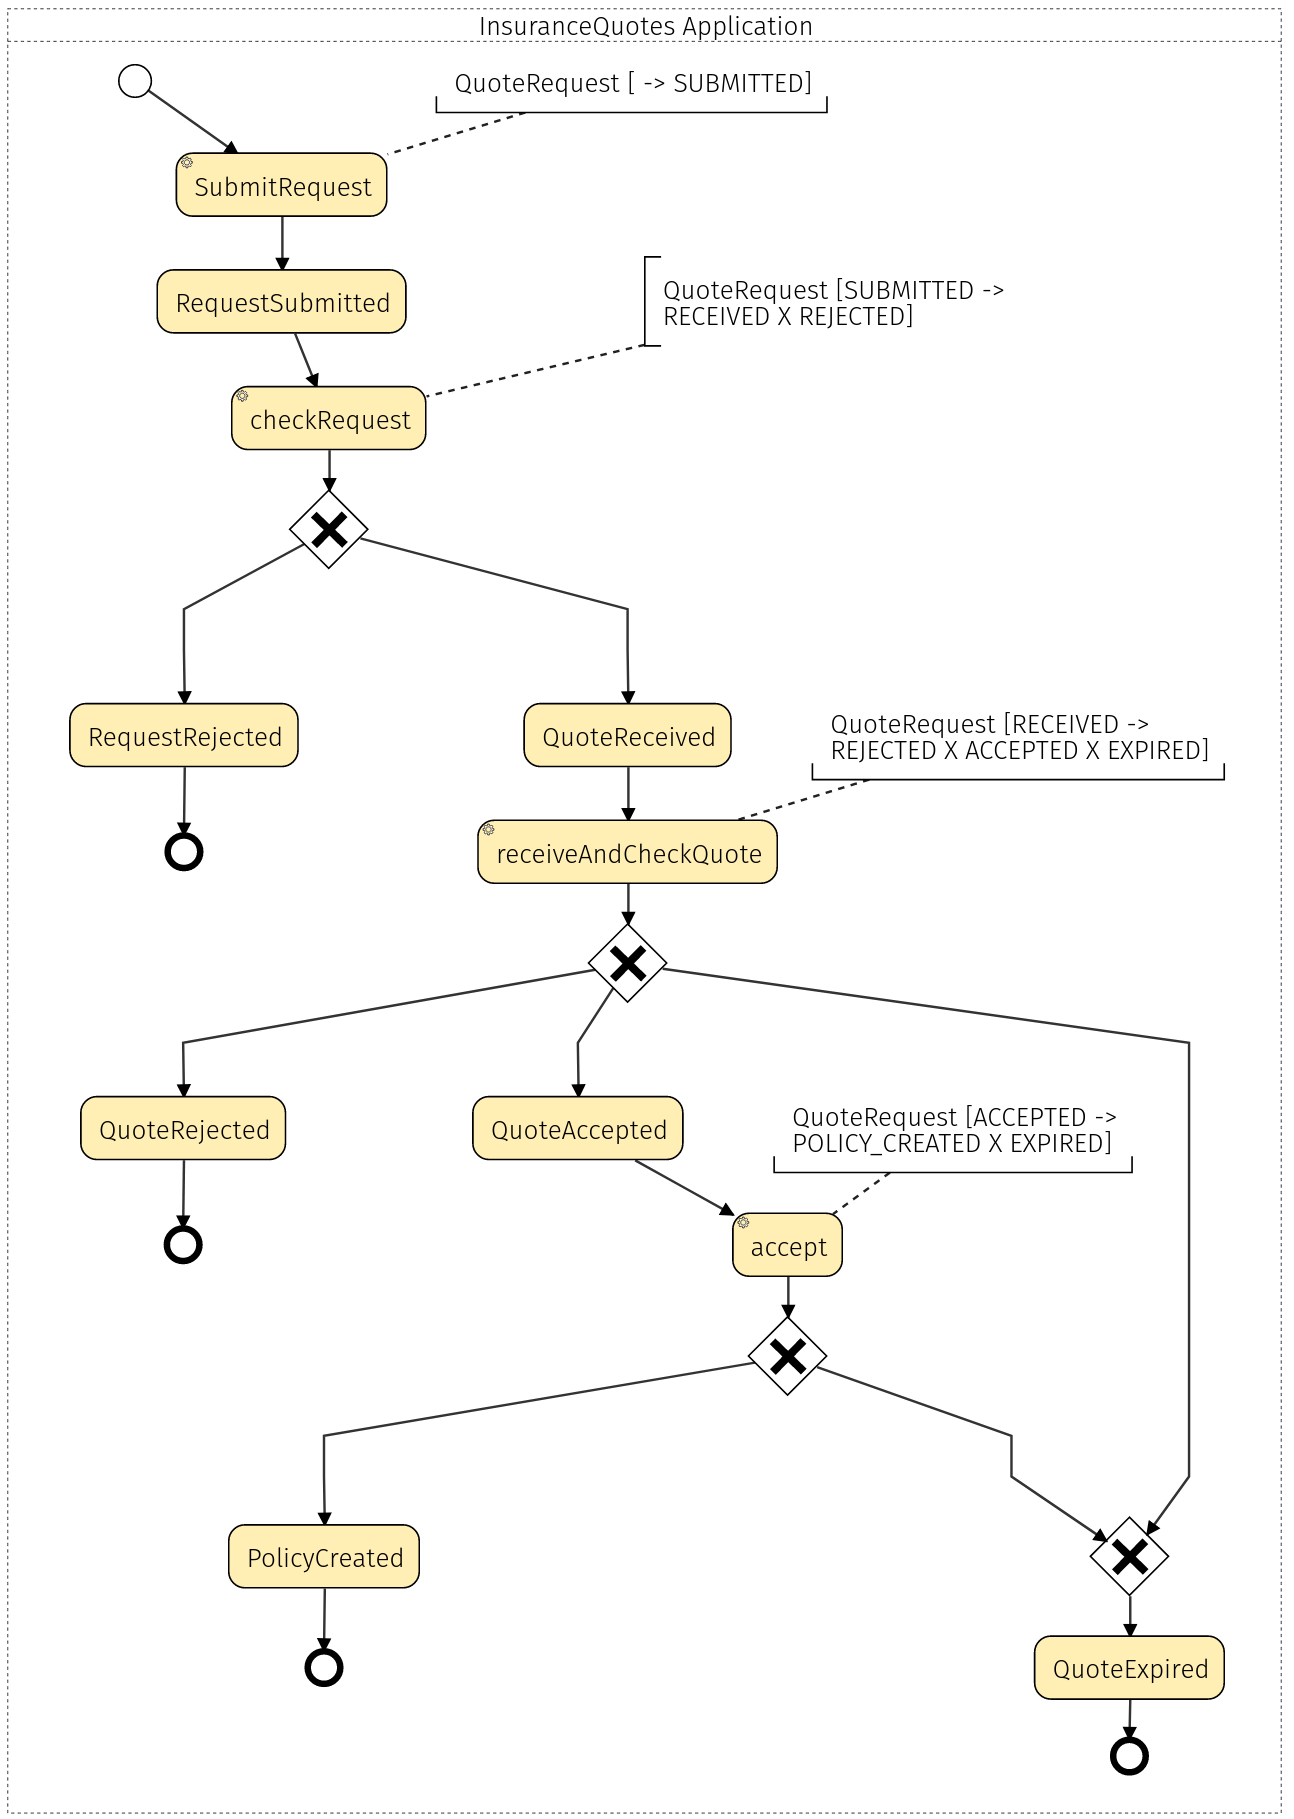 InsuranceQuotes Application
QuoteRequest [ -> SUBMITTED]
SubmitRequest
RequestSubmitted
QuoteRequest [SUBMITTED ->
RECEIVED X REJECTED]
checkRequest
RequestRejected
QuoteReceived
QuoteRequest [RECEIVED ->
REJECTED X ACCEPTED X EXPIRED]
receiveAndCheckQuote
QuoteRejected
QuoteAccepted
QuoteRequest [ACCEPTED ->
POLICY_CREATED X EXPIRED]
accept
PolicyCreated
QuoteExpired